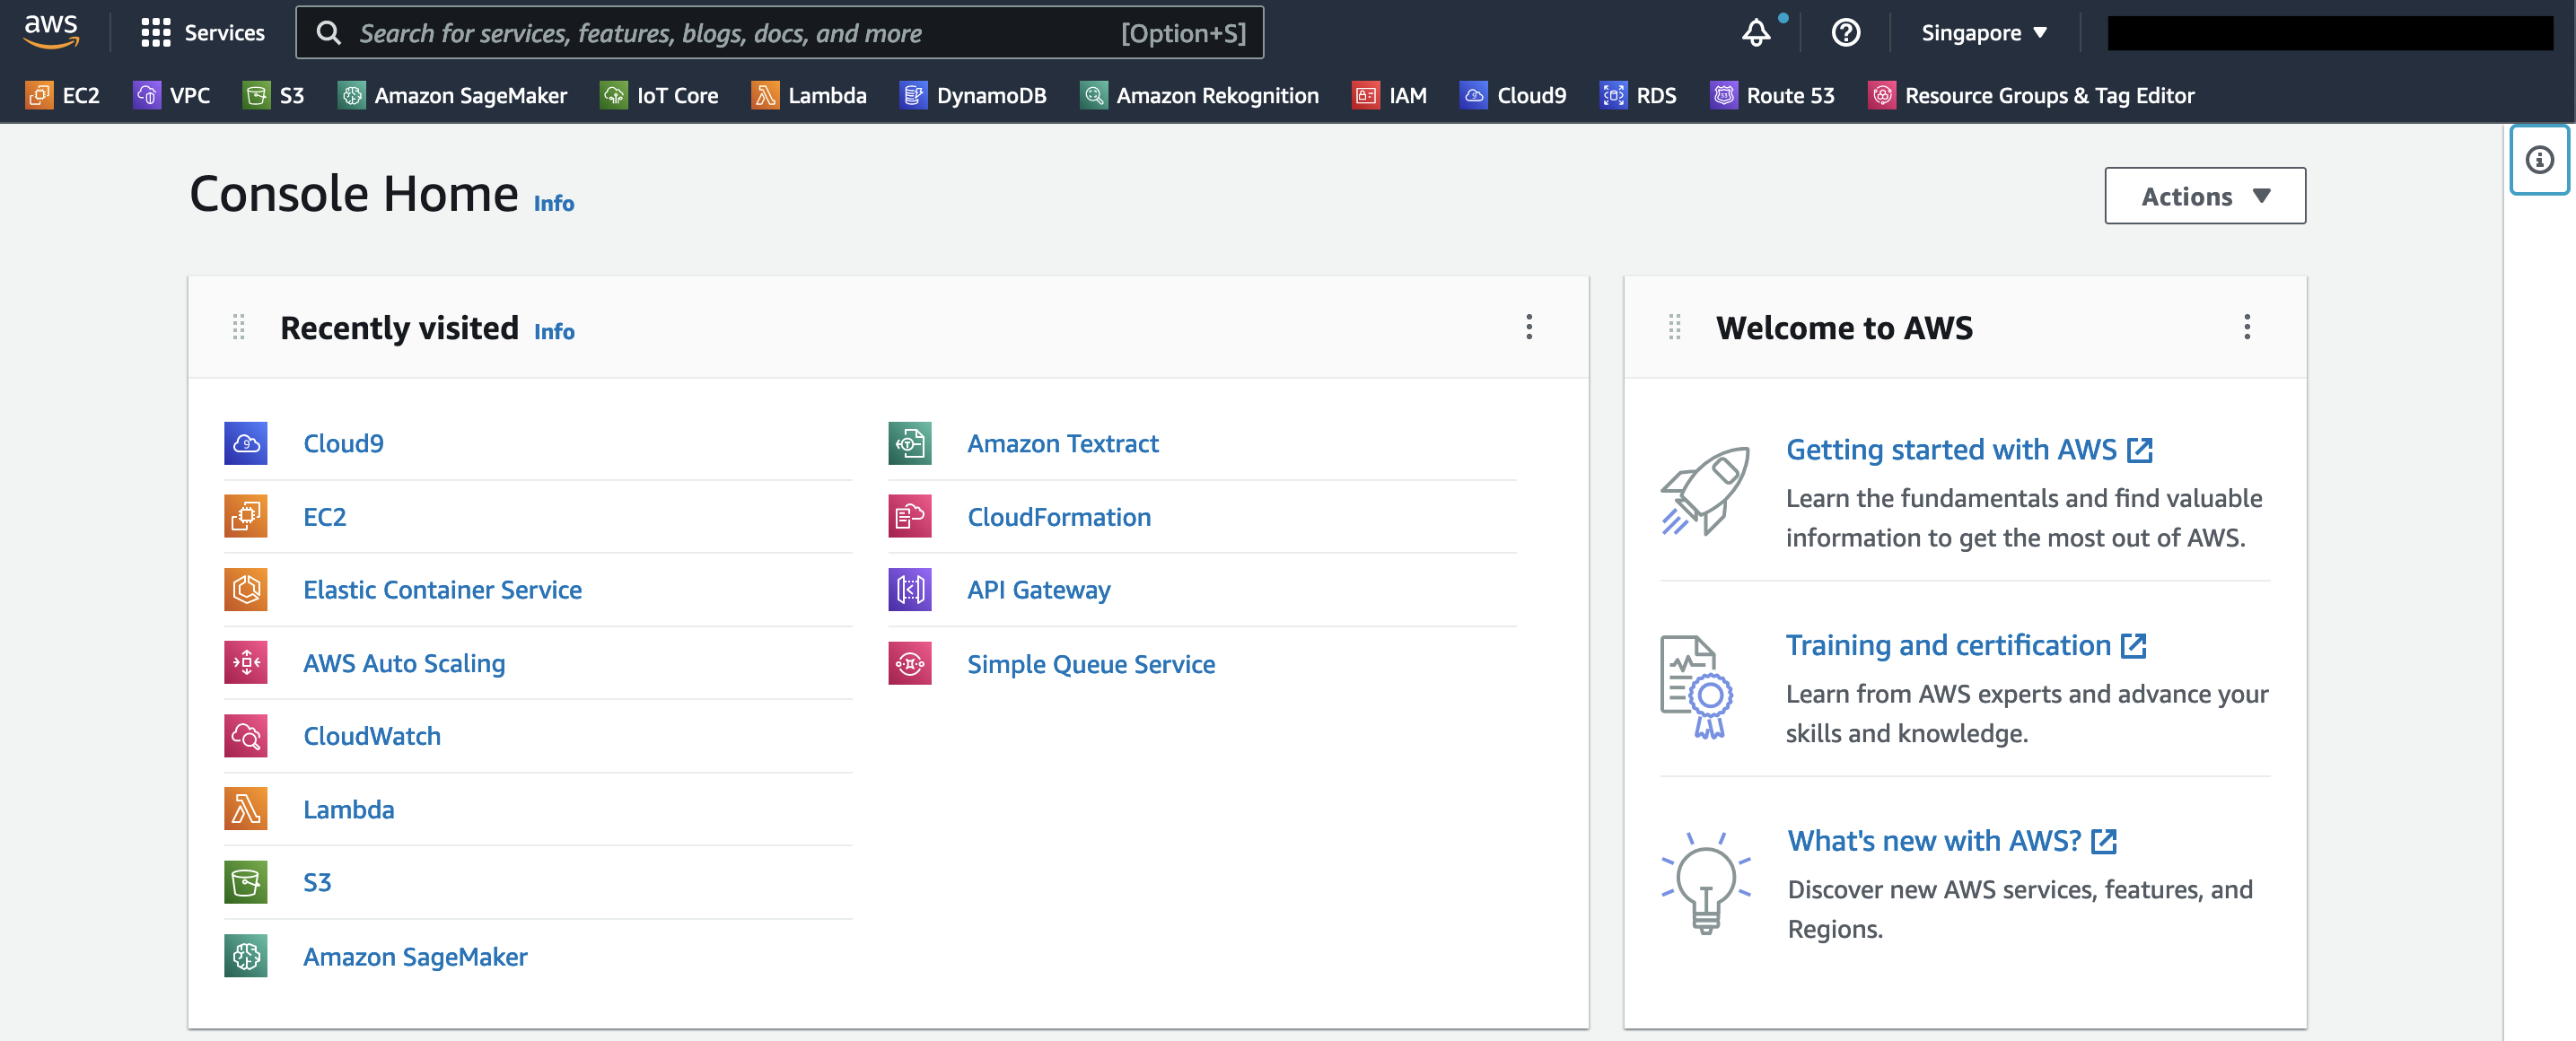 aws
Services
Search for services, features, blogs, docs, and more
[Option+S]
Singapore
EC2
VPC
S3
Amazon SageMaker
IoT Core
Lambda
DynamoDB
Amazon Rekognition
IAM
Cloud9
RDS
Route 53
Resource Groups & Tag Editor
Console Home Info
Actions
Recently visited Info
Cloud9
EC2
Elastic Container Service
AWS Auto Scaling
CloudWatch
Lambda
S3
Amazon SageMaker
Amazon Textract
CloudFormation
API Gateway
Simple Queue Service
Welcome to AWS
Getting started with AWS
Learn the fundamentals and find valuable
information to get the most out of AWS.
Training and certification
Learn from AWS experts and advance your
skills and knowledge.
What's new with AWS?
Discover new AWS services, features, and
Regions.